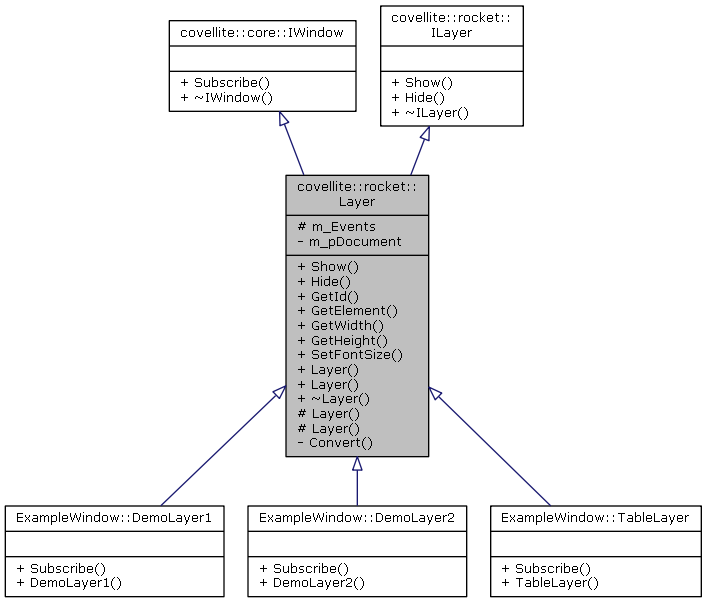 covellite::core::IWindow
+ Subscribe()
+ ~IWindow()
covellite::rocket::
ILayer
+ Show()
+ Hide()
+ ~ILayer()
covellite::rocket::
Layer
# m_Events
- m_pDocument
+ Show()
+ Hide()
+ GetId()
+ GetElement()
+ GetWidth()
+ GetHeight()
+ SetFontSize()
+ Layer()
+ Layer()
+ ~Layer()
# Layer()
# Layer()
- Convert()
ExampleWindow::DemoLayer1
+ Subscribe()
+ DemoLayer1()
ExampleWindow::DemoLayer2
+ Subscribe()
+ DemoLayer2()
ExampleWindow::TableLayer
+ Subscribe()
+ TableLayer()